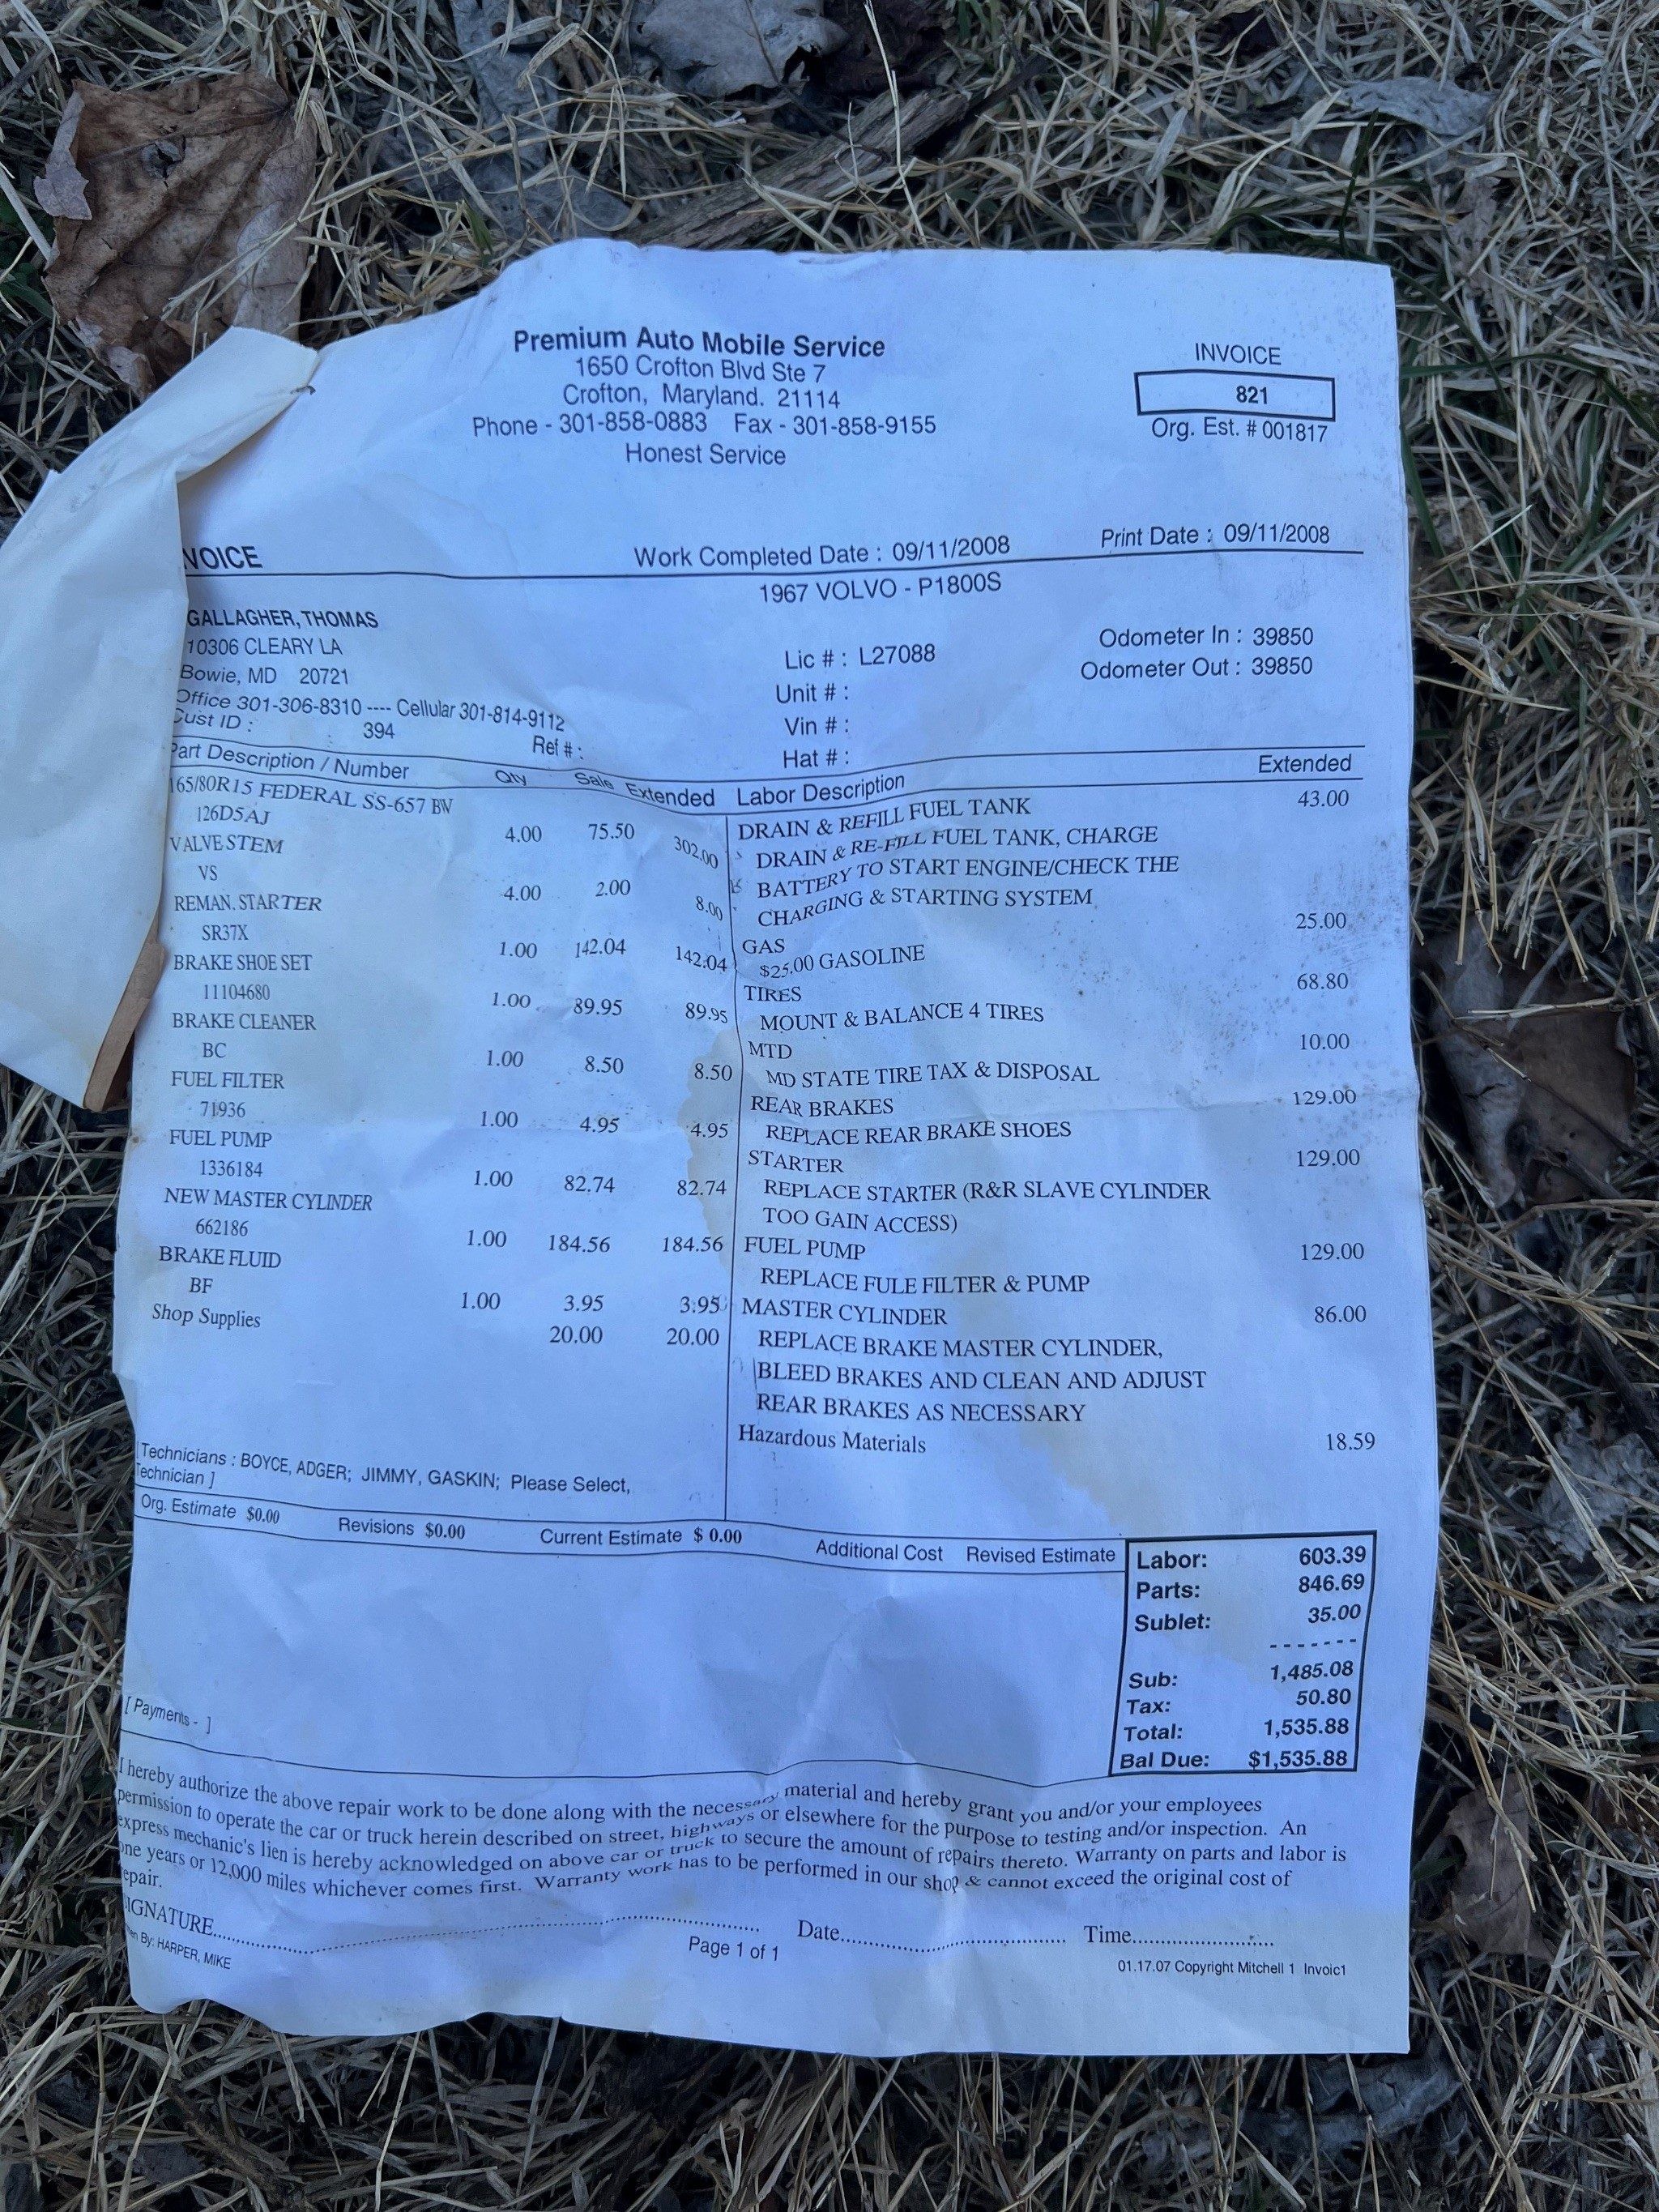 Premium Auto Mobile Service
1650 Crofton Blvd Ste 7
Crofton, Maryland. 21114
Phone - 301-858-0883 Fax - 301-858-9155
Honest Service
INVOICE
821
Org. Est. # 001817
VOICE
Work Completed Date : 09/11/2008
Print Date : 09/11/2008
1967 VOLVO - P1800S
GALLAGHER, THOMAS
10306 CLEARY LA
Bowie, MD 20721
Office 301-306-8310 ---- Cellular 301-814-9112
Cust ID : 394
Ref # :
Lic # : L27088
Unit # :
Vin # :
Hat # :
Odometer In : 39850
Odometer Out : 39850
Part Description / Number Qty Sale Extended
165/80R15 FEDERAL SS-657 BW
126D5AJ 4.00 75.50 302.00
VALVE STEM
VS 4.00 2.00 8.00
REMAN. STARTER
SR37X 1.00 142.04 142.04
BRAKE SHOE SET
11104680 1.00 89.95 89.95
BRAKE CLEANER
BC 1.00 8.50 8.50
FUEL FILTER
71936 1.00 4.95 4.95
FUEL PUMP
1336184 1.00 82.74 82.74
NEW MASTER CYLINDER
662186 1.00 184.56 184.56
BRAKE FLUID
BF 1.00 3.95 3.95
Shop Supplies 20.00 20.00
Labor Description Extended
DRAIN & REFILL FUEL TANK 43.00
DRAIN & RE-FILL FUEL TANK, CHARGE
BATTERY TO START ENGINE/CHECK THE
CHARGING & STARTING SYSTEM
GAS 25.00
$25.00 GASOLINE
TIRES 68.80
MOUNT & BALANCE 4 TIRES
MTD 10.00
MD STATE TIRE TAX & DISPOSAL
REAR BRAKES 129.00
REPLACE REAR BRAKE SHOES
STARTER 129.00
REPLACE STARTER (R&R SLAVE CYLINDER
TOO GAIN ACCESS)
FUEL PUMP 129.00
REPLACE FULE FILTER & PUMP
MASTER CYLINDER 86.00
REPLACE BRAKE MASTER CYLINDER,
BLEED BRAKES AND CLEAN AND ADJUST
REAR BRAKES AS NECESSARY
Hazardous Materials 18.59
[ Technicians : BOYCE, ADGER; JIMMY, GASKIN; Please Select,
Technician ]
Org. Estimate $0.00 Revisions $0.00 Current Estimate $ 0.00 Additional Cost Revised Estimate
Labor: 603.39
Parts: 846.69
Sublet: 35.00
-------
Sub: 1,485.08
Tax: 50.80
Total: 1,535.88
Bal Due: $1,535.88
[ Payments - ]
I hereby authorize the above repair work to be done along with the necessary material and hereby grant you and/or your employees
permission to operate the car or truck herein described on street, highways or elsewhere for the purpose to testing and/or inspection. An
express mechanic's lien is hereby acknowledged on above car or truck to secure the amount of repairs thereto. Warranty on parts and labor is
one years or 12,000 miles whichever comes first. Warranty work has to be performed in our shop & cannot exceed the original cost of
epair.
IGNATURE.......... Date.......... Time..........
en By: HARPER, MIKE
Page 1 of 1
01.17.07 Copyright Mitchell 1 Invoic1